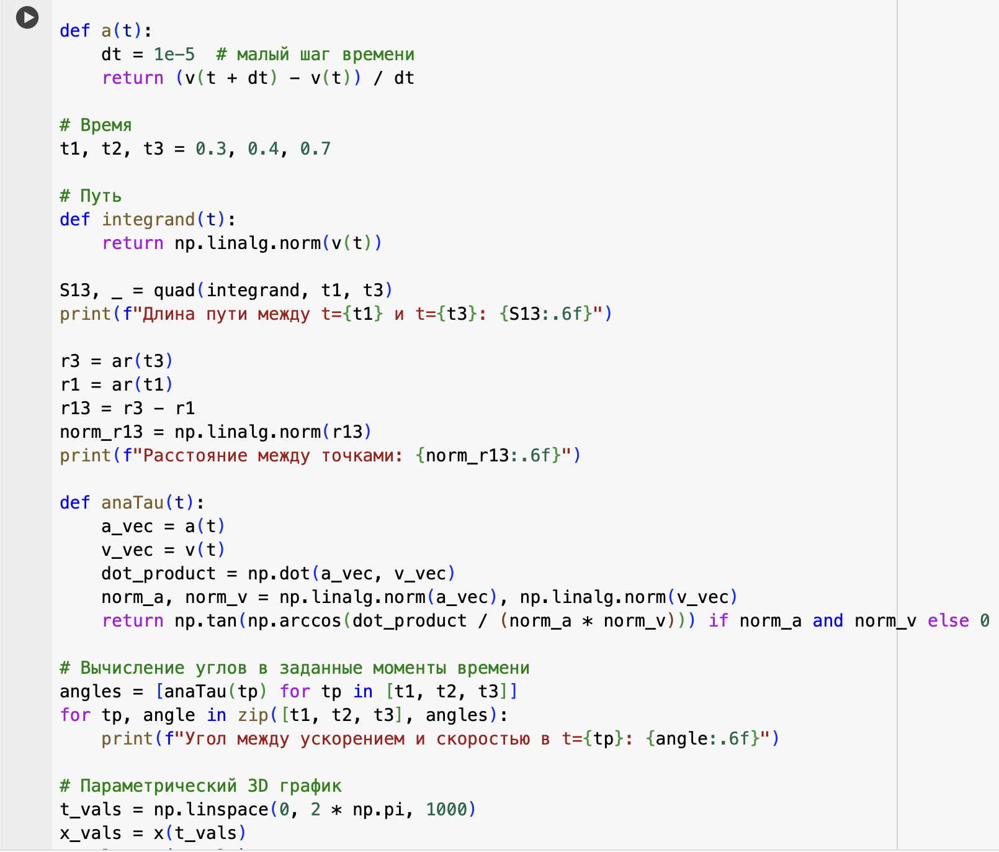 def a(t):
    dt = 1e-5  # малый шаг времени
    return (v(t + dt) - v(t)) / dt

# Время
t1, t2, t3 = 0.3, 0.4, 0.7

# Путь
def integrand(t):
    return np.linalg.norm(v(t))

S13, _ = quad(integrand, t1, t3)
print(f"Длина пути между t={t1} и t={t3}: {S13:.6f}")

r3 = ar(t3)
r1 = ar(t1)
r13 = r3 - r1
norm_r13 = np.linalg.norm(r13)
print(f"Расстояние между точками: {norm_r13:.6f}")

def anaTau(t):
    a_vec = a(t)
    v_vec = v(t)
    dot_product = np.dot(a_vec, v_vec)
    norm_a, norm_v = np.linalg.norm(a_vec), np.linalg.norm(v_vec)
    return np.tan(np.arccos(dot_product / (norm_a * norm_v))) if norm_a and norm_v else 0

# Вычисление углов в заданные моменты времени
angles = [anaTau(tp) for tp in [t1, t2, t3]]
for tp, angle in zip([t1, t2, t3], angles):
    print(f"Угол между ускорением и скоростью в t={tp}: {angle:.6f}")

# Параметрический 3D график
t_vals = np.linspace(0, 2 * np.pi, 1000)
x_vals = x(t_vals)